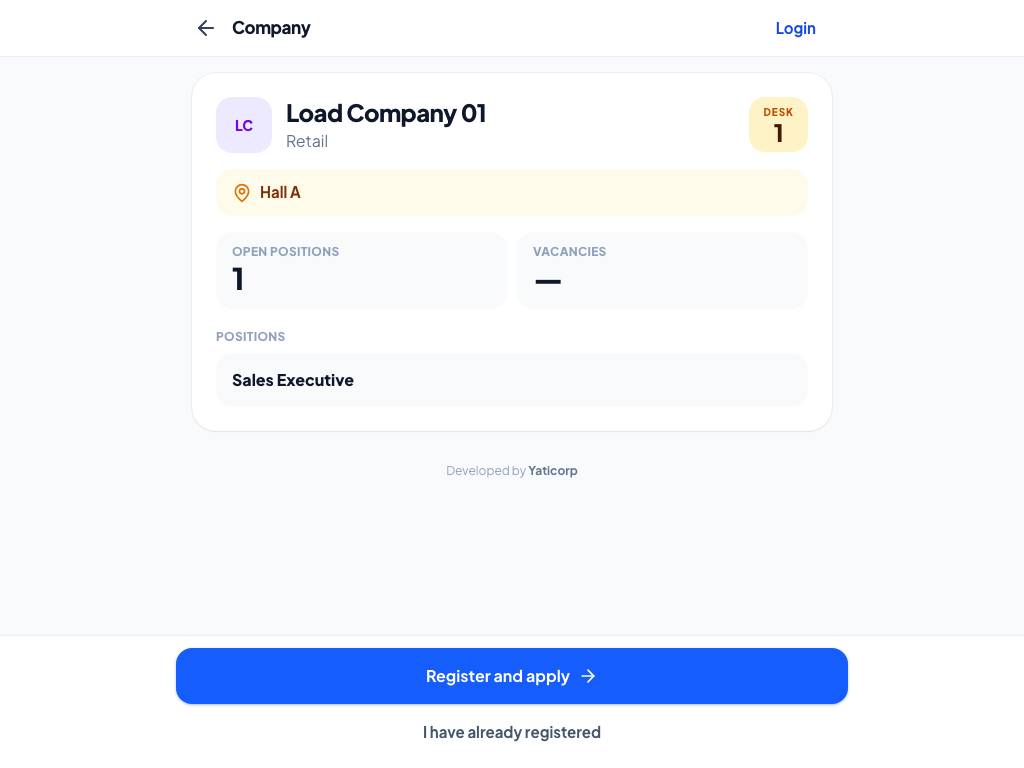 Company
Login
LC
Load Company 01
Retail
DESK
1
Hall A
OPEN POSITIONS
1
VACANCIES
—
POSITIONS
Sales Executive
Developed by Yaticorp
Register and apply →
I have already registered